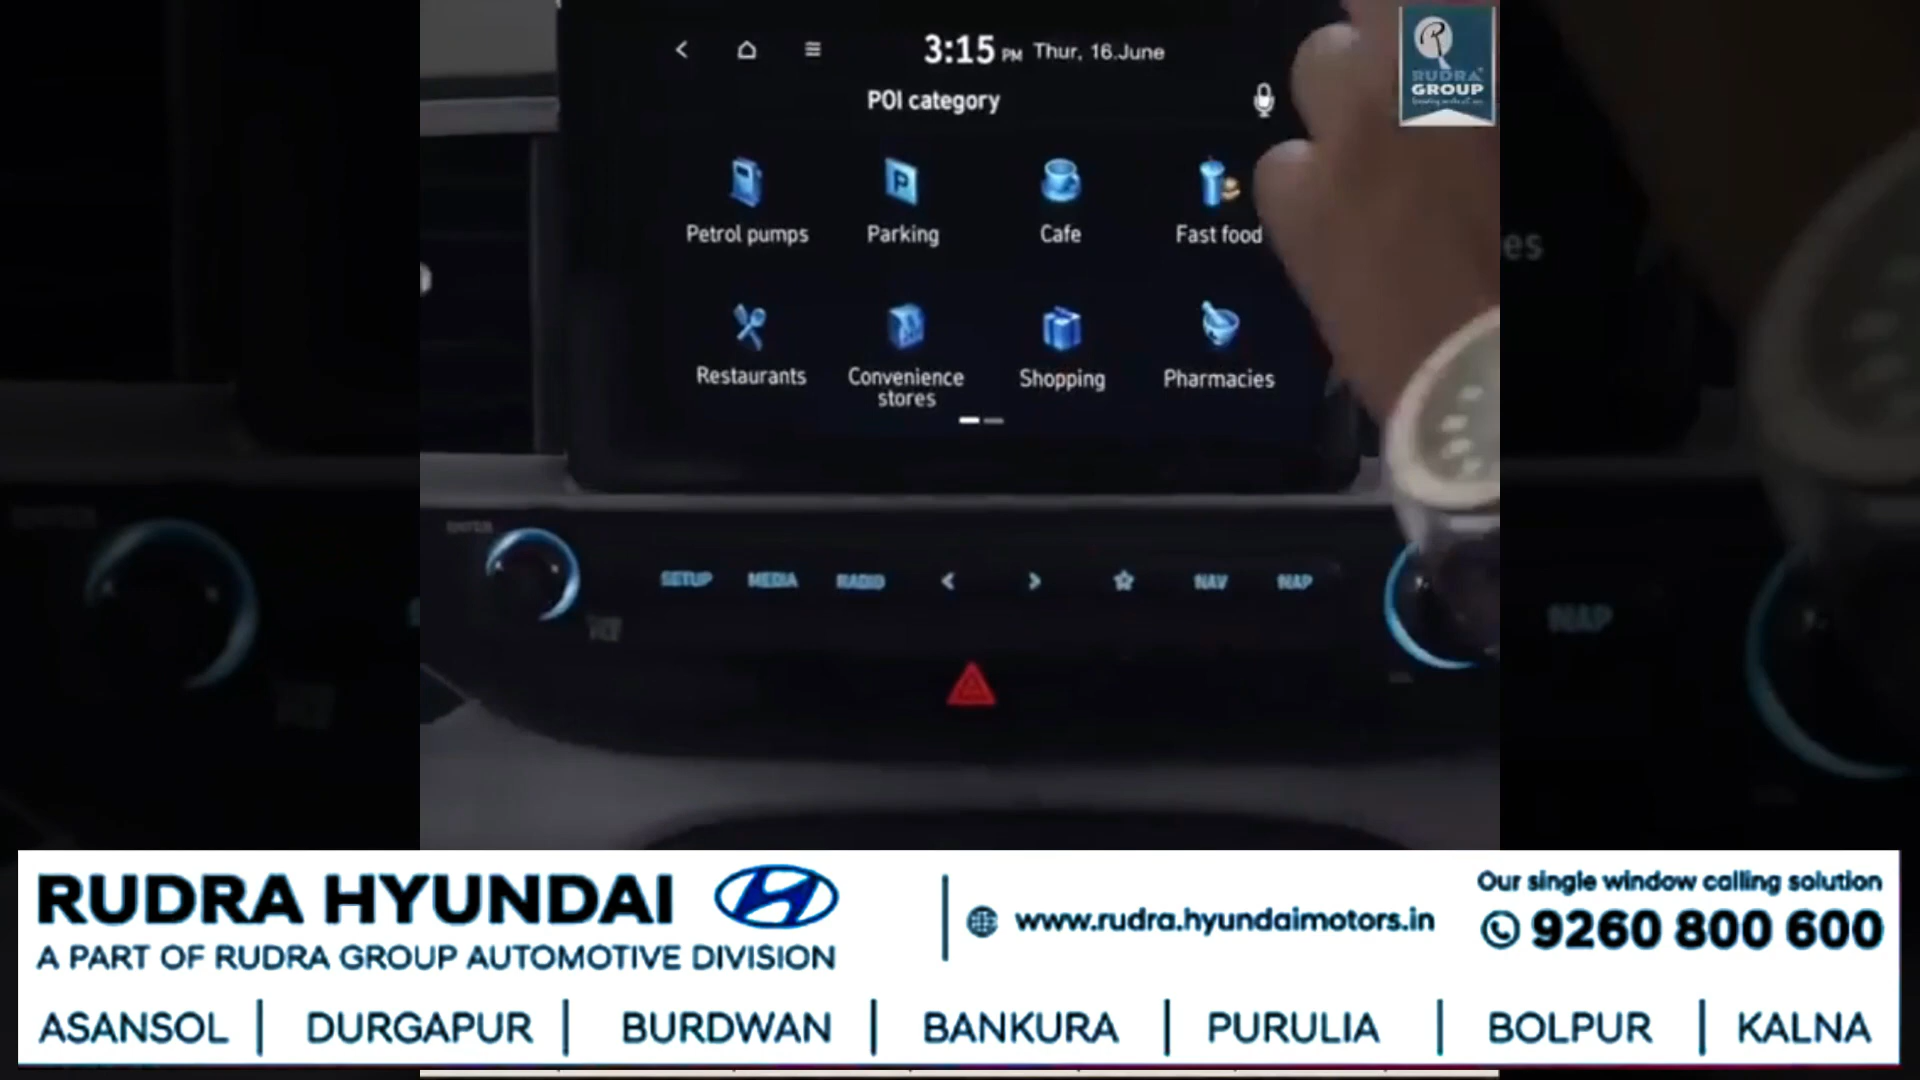 3:15 PM Thur, 16.June
POI category
RUDRA
GROUP
P
Petrol pumps
Parking
Cafe
Fast food
Restaurants
Convenience
stores
Shopping
Pharmacies
es
SETUP
MEDIA
RADIO
NAV
MAP
MAP
RUDRA HYUNDAI
A PART OF RUDRA GROUP AUTOMOTIVE DIVISION
www.rudra.hyundaimotors.in
Our single window calling solution
9260 800 600
ASANSOL | DURGAPUR | BURDWAN | BANKURA | PURULIA | BOLPUR | KALNA